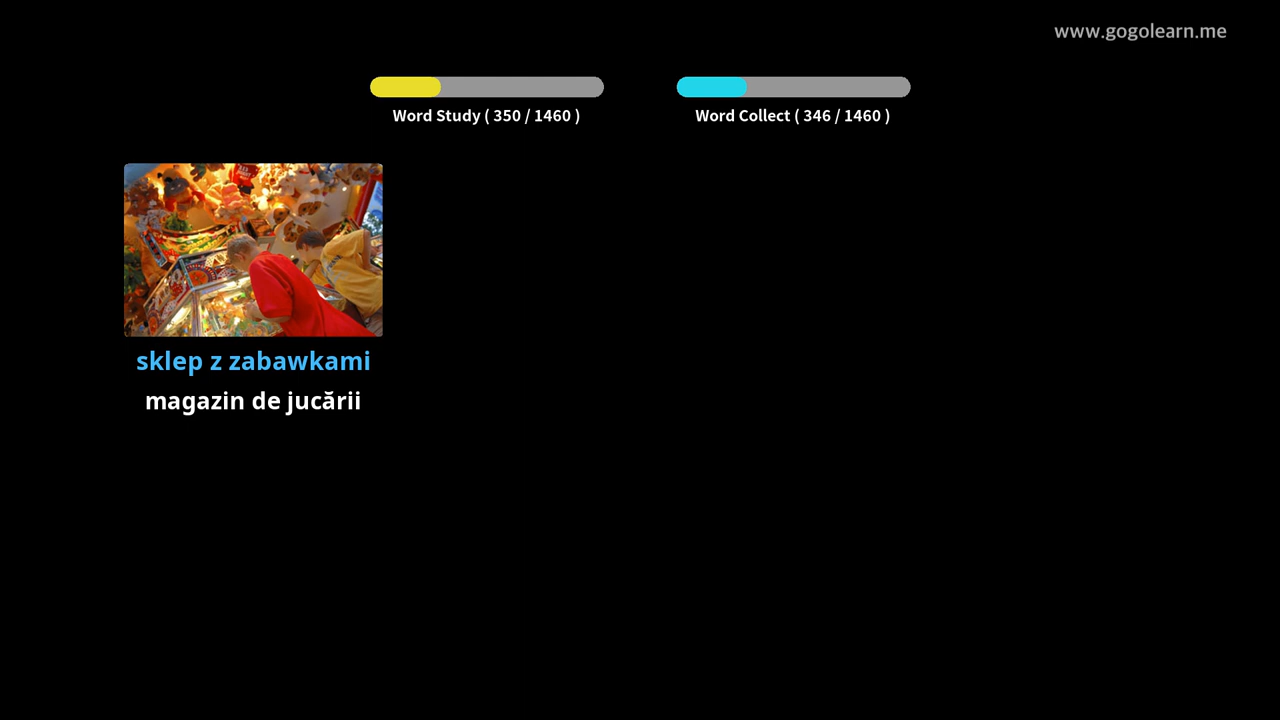 www.gogolearn.me
Word Study ( 350 / 1460 )
Word Collect ( 346 / 1460 )
sklep z zabawkami
magazin de jucării